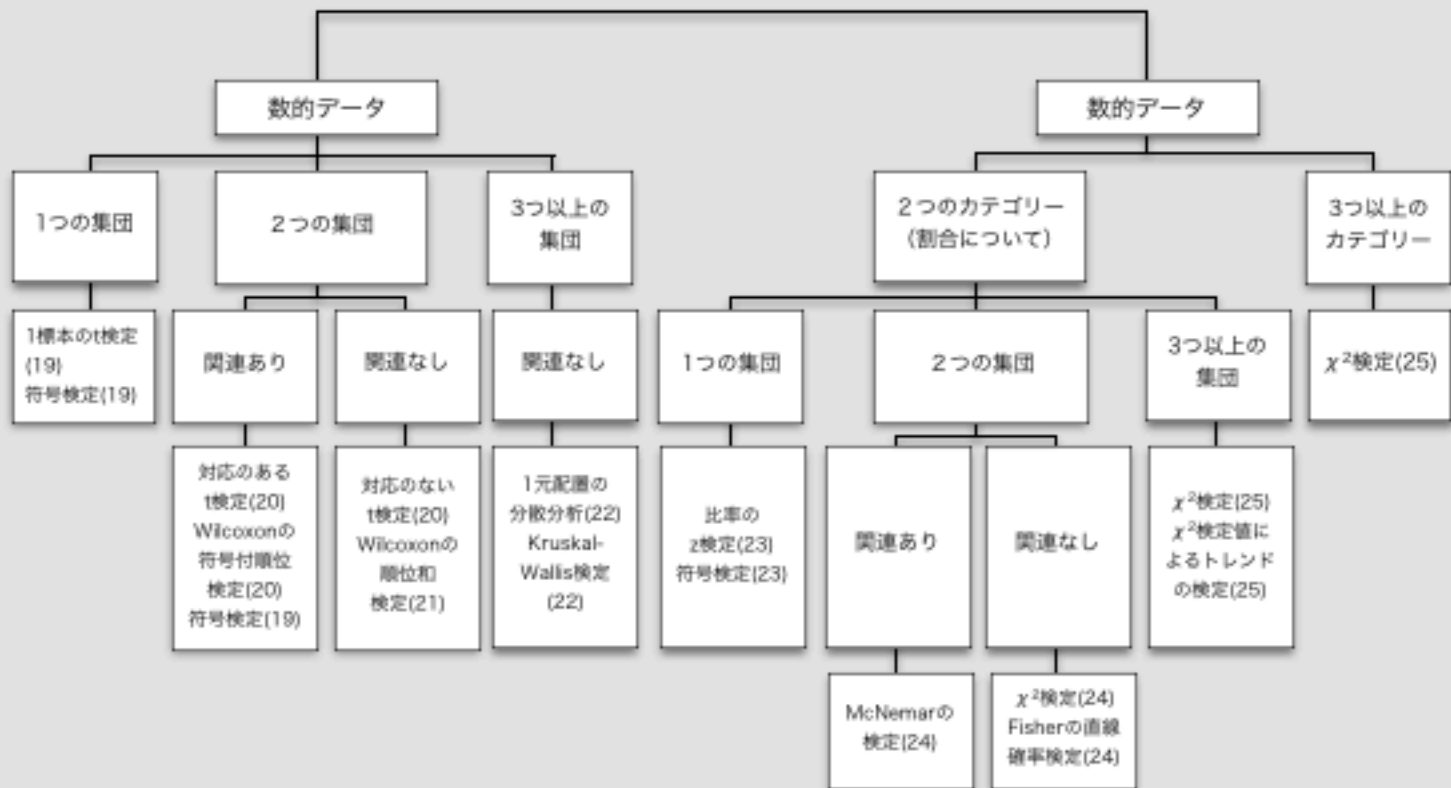 数的データ
数的データ
1つの集団
2つの集団
3つ以上の
集団
2つのカテゴリー
(割合について)
3つ以上の
カテゴリー
1標本のt検定
(19)
符号検定(19)
関連あり
関連なし
関連なし
1つの集団
2つの集団
3つ以上の
集団
χ²検定(25)
対応のある
t検定(20)
Wilcoxonの
符号付順位
検定(20)
符号検定(19)
対応のない
t検定(20)
Wilcoxonの
順位和
検定(21)
1元配置の
分散分析(22)
Kruskal-
Wallis検定
(22)
比率の
z検定(23)
符号検定(23)
関連あり
関連なし
χ²検定(25)
χ²検定値に
よるトレンド
の検定(25)
McNemarの
検定(24)
χ²検定(24)
Fisherの直線
確率検定(24)